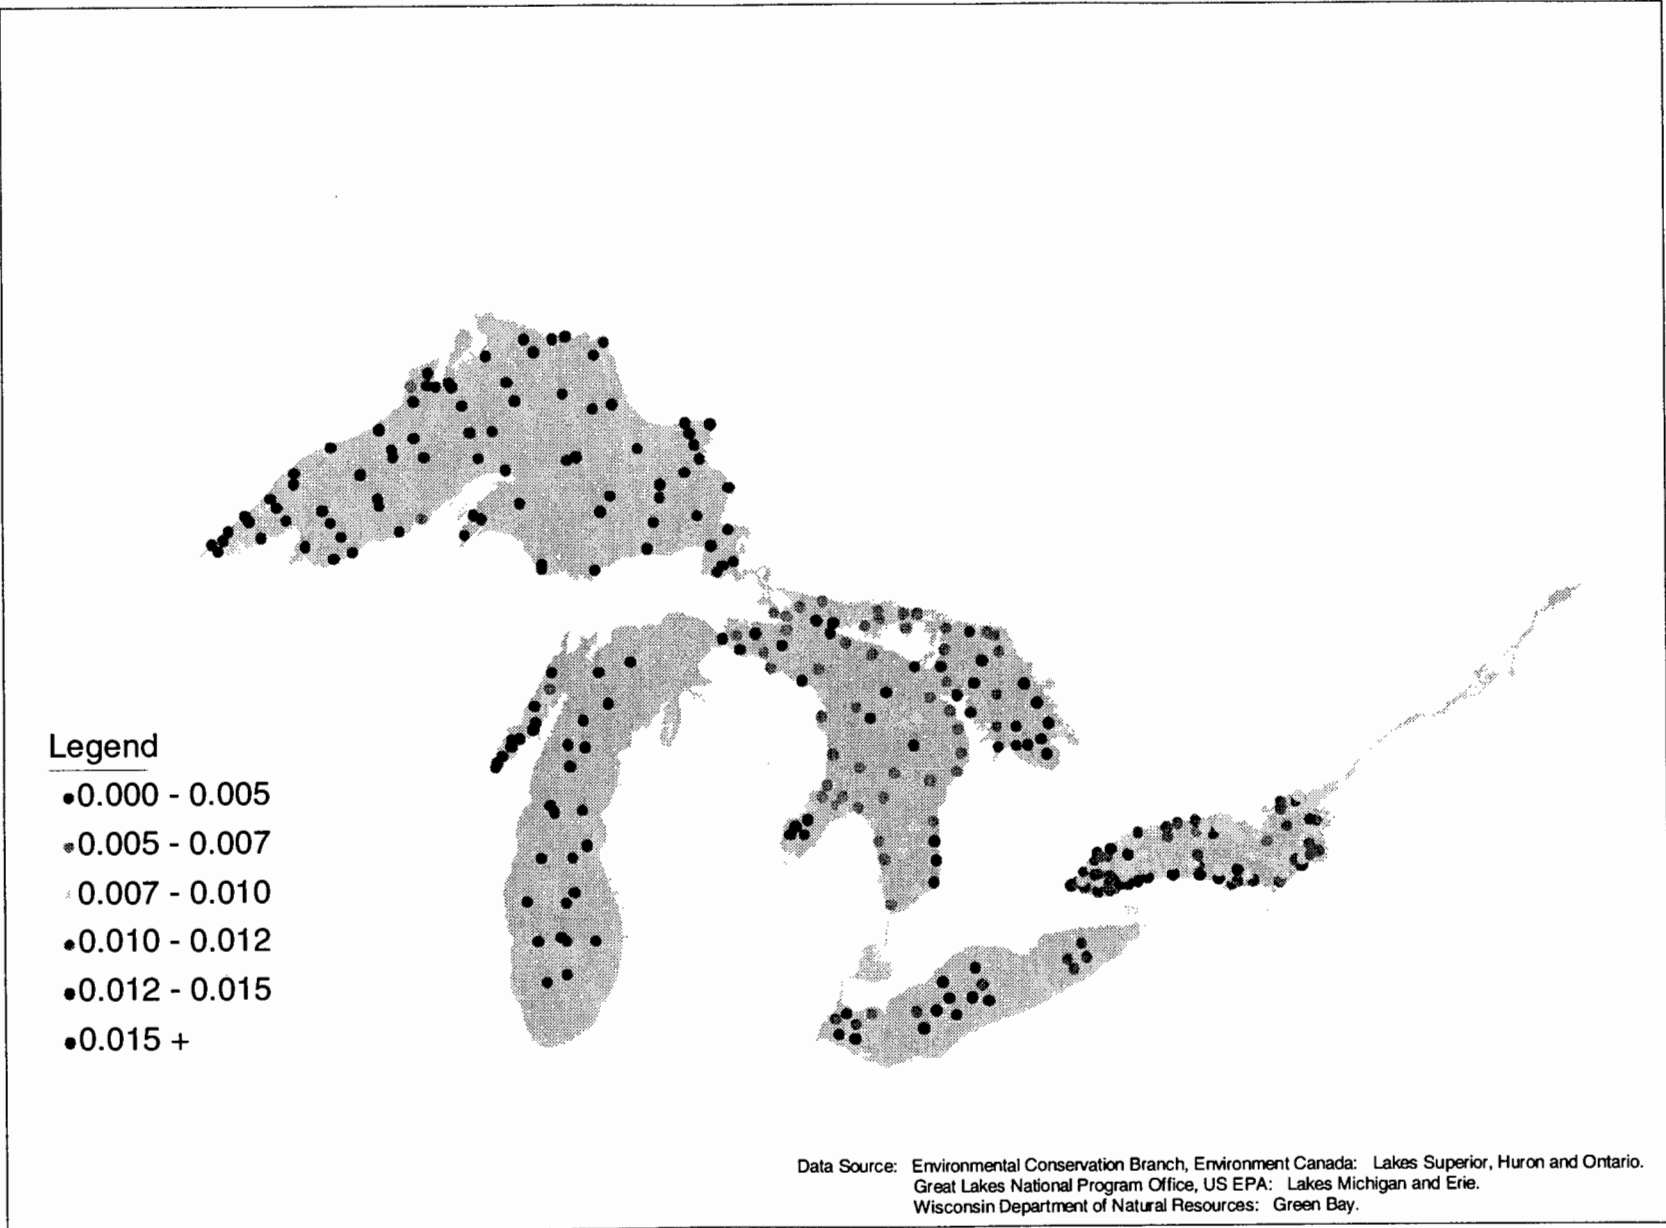 Legend
0.000 - 0.005
0.005 - 0.007
0.007 - 0.010
0.010 - 0.012
0.012 - 0.015
0.015 +
Data Source: Environmental Conservation Branch, Environment Canada: Lakes Superior, Huron and Ontario.
Great Lakes National Program Office, US EPA: Lakes Michigan and Erie.
Wisconsin Department of Natural Resources: Green Bay.